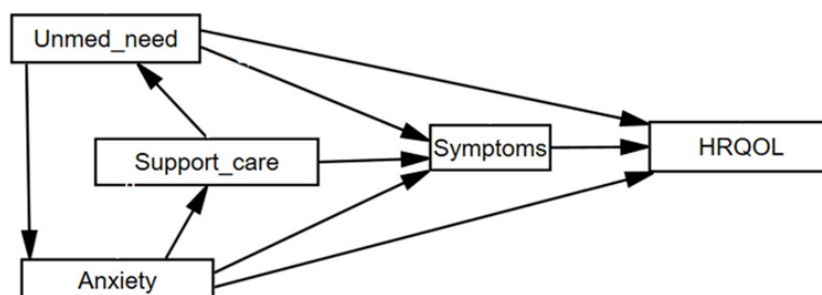 Unmed_need
Support_care
Symptoms
HRQOL
Anxiety